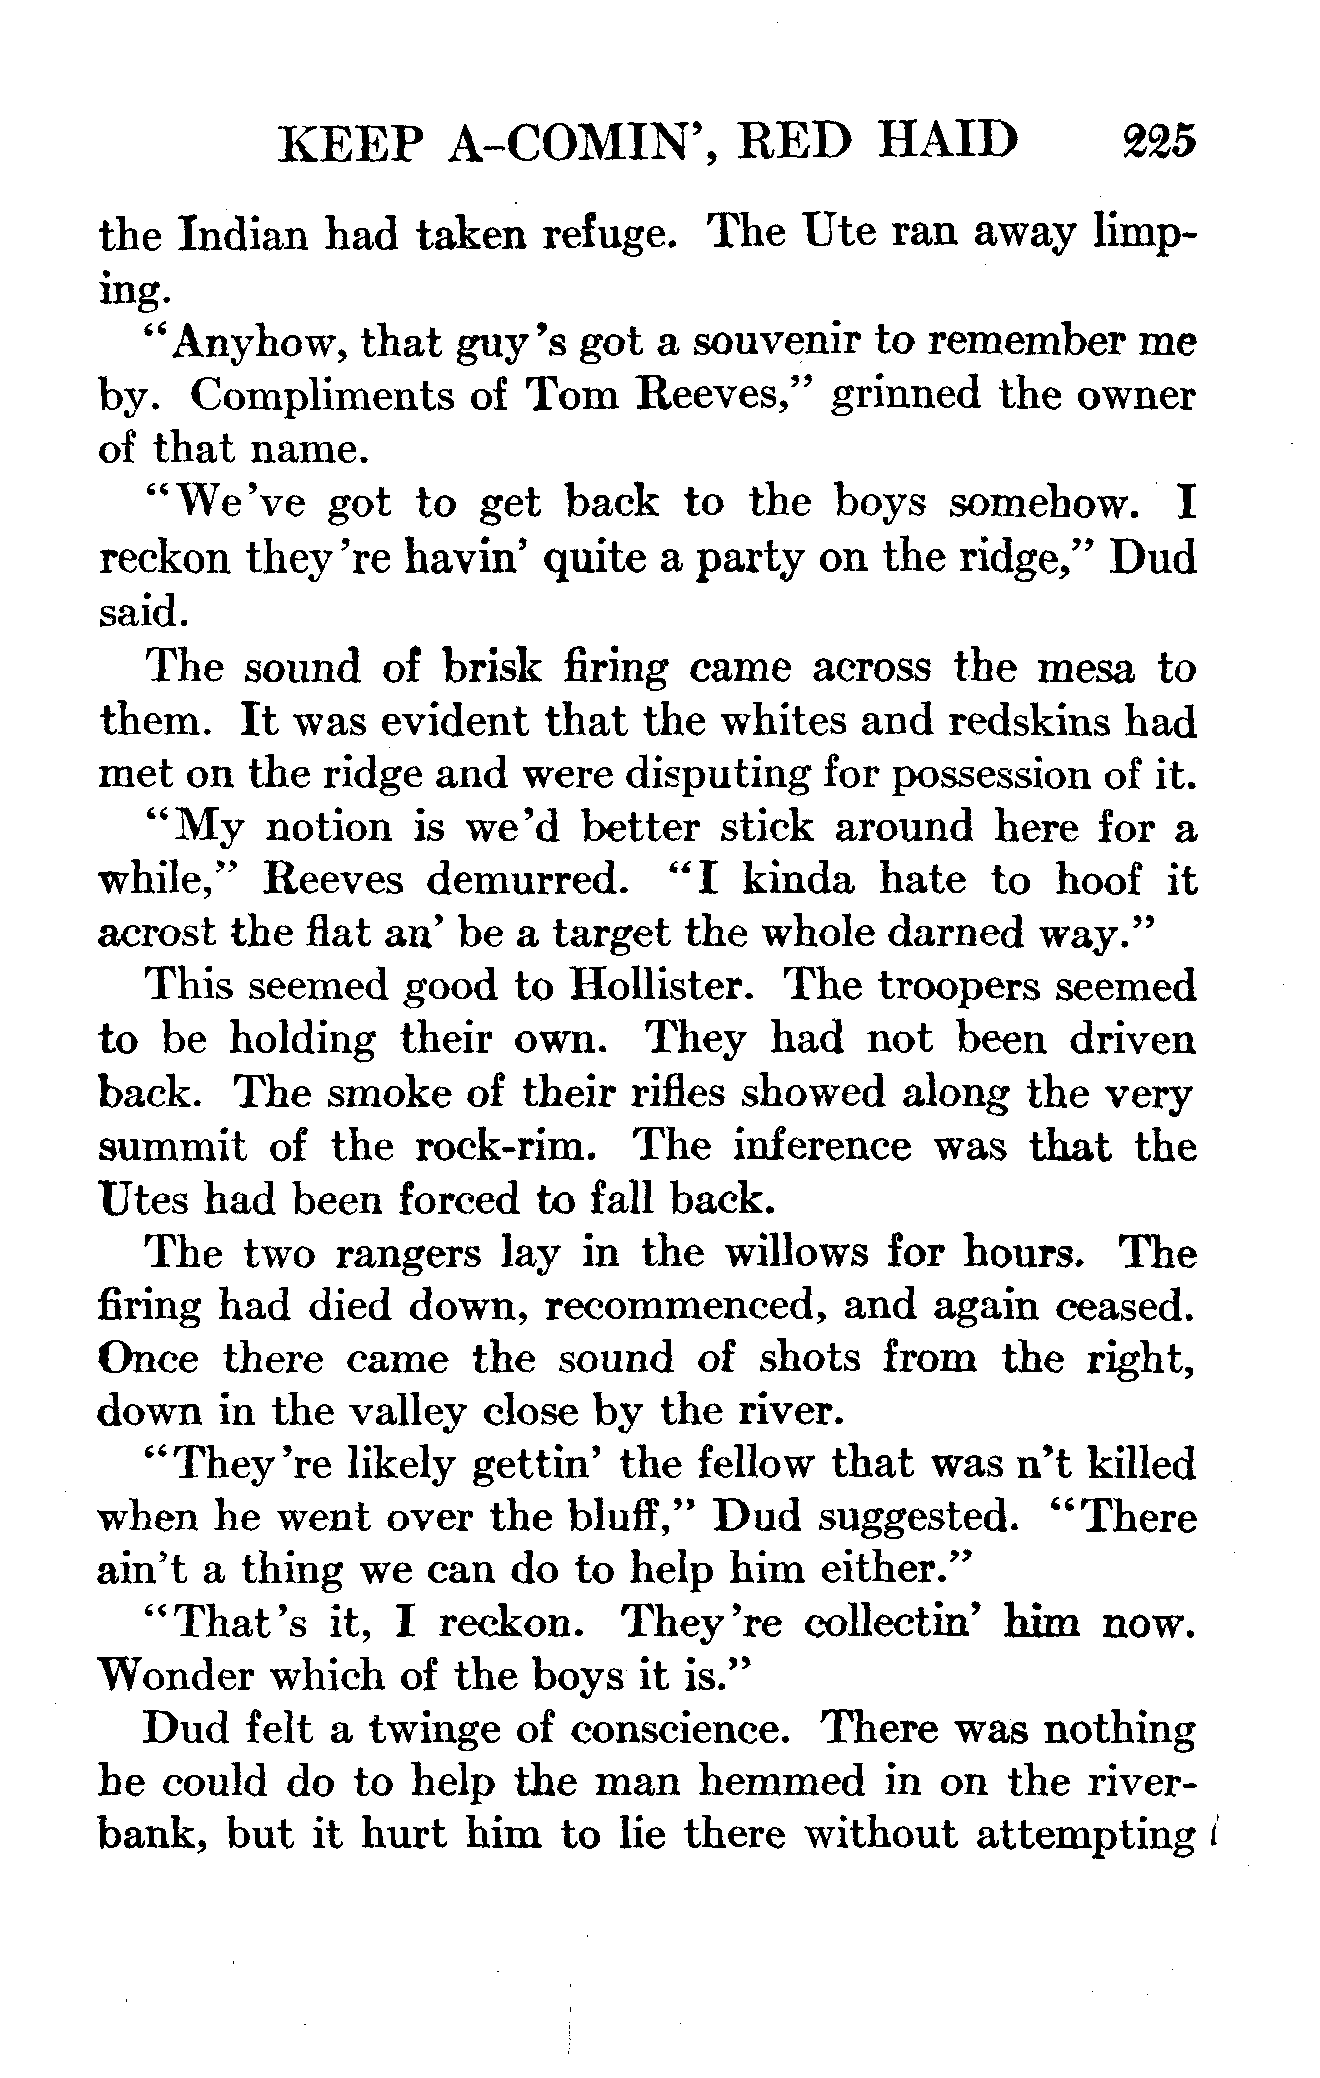 KEEP A-COMIN', RED HAID 225
the Indian had taken refuge. The Ute ran away limp-
ing.
“Anyhow, that guy's got a souvenir to remember me
by. Compliments of Tom Reeves,” grinned the owner
of that name.
“We've got to get back to the boys somehow. I
reckon they're havin' quite a party on the ridge,” Dud
said.
The sound of brisk firing came across the mesa to
them. It was evident that the whites and redskins had
met on the ridge and were disputing for possession of it.
“My notion is we'd better stick around here for a
while,” Reeves demurred. “I kinda hate to hoof it
acrost the flat an' be a target the whole darned way.”
This seemed good to Hollister. The troopers seemed
to be holding their own. They had not been driven
back. The smoke of their rifles showed along the very
summit of the rock-rim. The inference was that the
Utes had been forced to fall back.
The two rangers lay in the willows for hours. The
firing had died down, recommenced, and again ceased.
Once there came the sound of shots from the right,
down in the valley close by the river.
“They're likely gettin' the fellow that was n't killed
when he went over the bluff,” Dud suggested. “There
ain't a thing we can do to help him either.”
“That's it, I reckon. They're collectin' him now.
Wonder which of the boys it is.”
Dud felt a twinge of conscience. There was nothing
he could do to help the man hemmed in on the river-
bank, but it hurt him to lie there without attempting